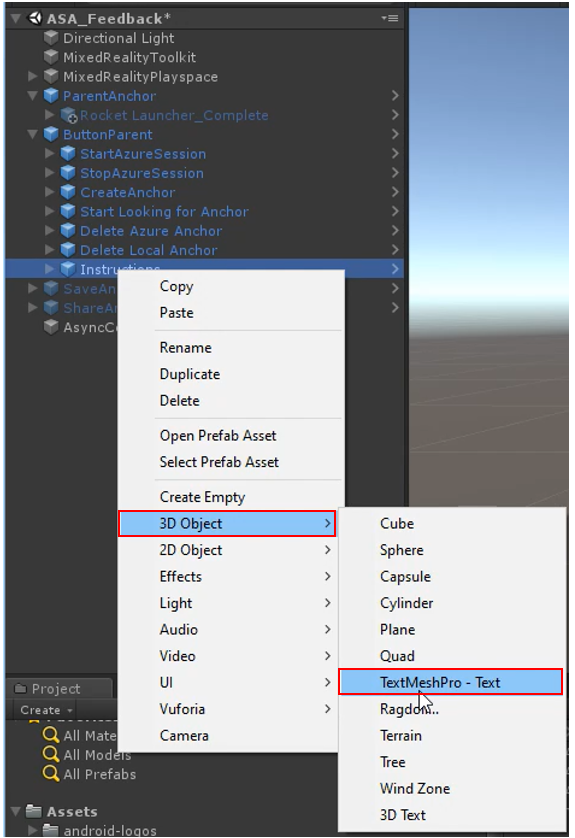 ASA_Feedback*
Directional Light
MixedRealityToolkit
MixedRealityPlayspace
ParentAnchor
Rocket Launcher_Complete
ButtonParent
StartAzureSession
StopAzureSession
CreateAnchor
Start Looking for Anchor
Delete Azure Anchor
Delete Local Anchor
Instructions
Copy
Paste
Rename
Duplicate
Delete
Open Prefab Asset
Select Prefab Asset
Create Empty
3D Object
2D Object
Effects
Light
Audio
Video
UI
Vuforia
Camera
Cube
Sphere
Capsule
Cylinder
Plane
Quad
TextMeshPro - Text
Ragdoll...
Terrain
Tree
Wind Zone
3D Text
Project
Create
All Mate
All Models
All Prefabs
Assets
android-logos